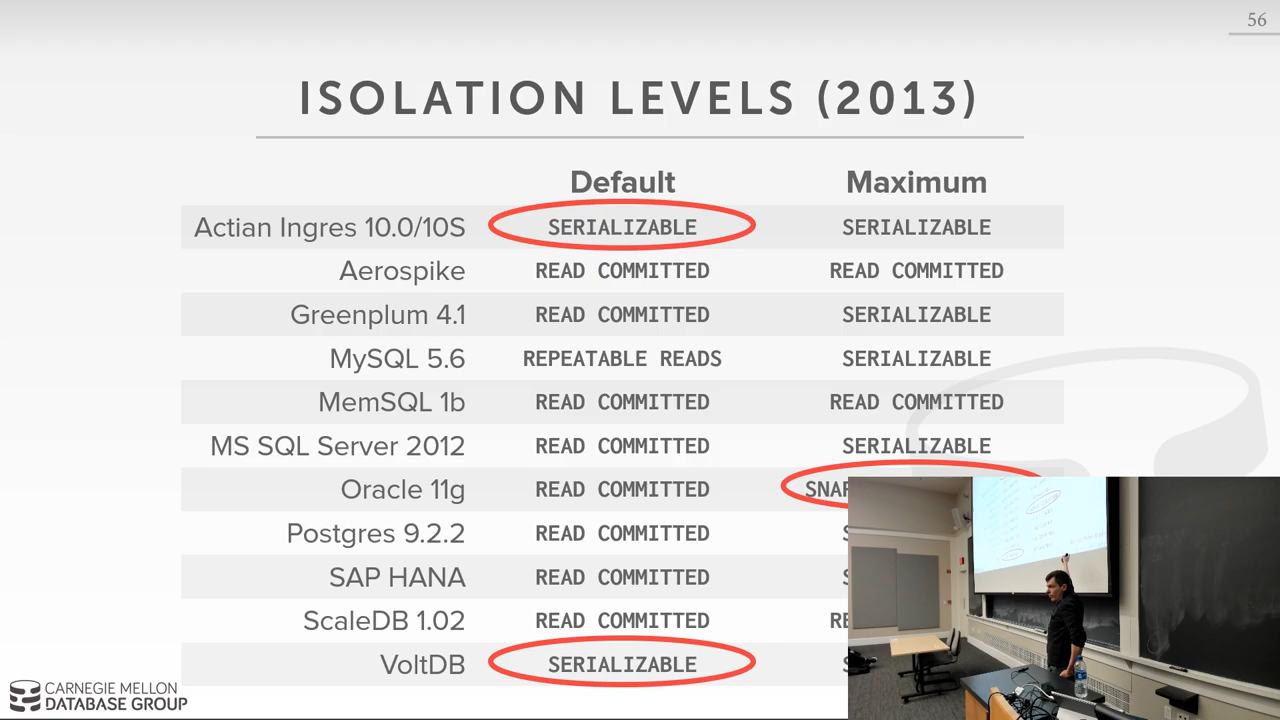 56
ISOLATION LEVELS (2013)
Default Maximum
Actian Ingres 10.0/10S SERIALIZABLE SERIALIZABLE
Aerospike READ COMMITTED READ COMMITTED
Greenplum 4.1 READ COMMITTED SERIALIZABLE
MySQL 5.6 REPEATABLE READS SERIALIZABLE
MemSQL 1b READ COMMITTED READ COMMITTED
MS SQL Server 2012 READ COMMITTED SERIALIZABLE
Oracle 11g READ COMMITTED
Postgres 9.2.2 READ COMMITTED
SAP HANA READ COMMITTED
ScaleDB 1.02 READ COMMITTED
VoltDB SERIALIZABLE
CARNEGIE MELLON
DATABASE GROUP